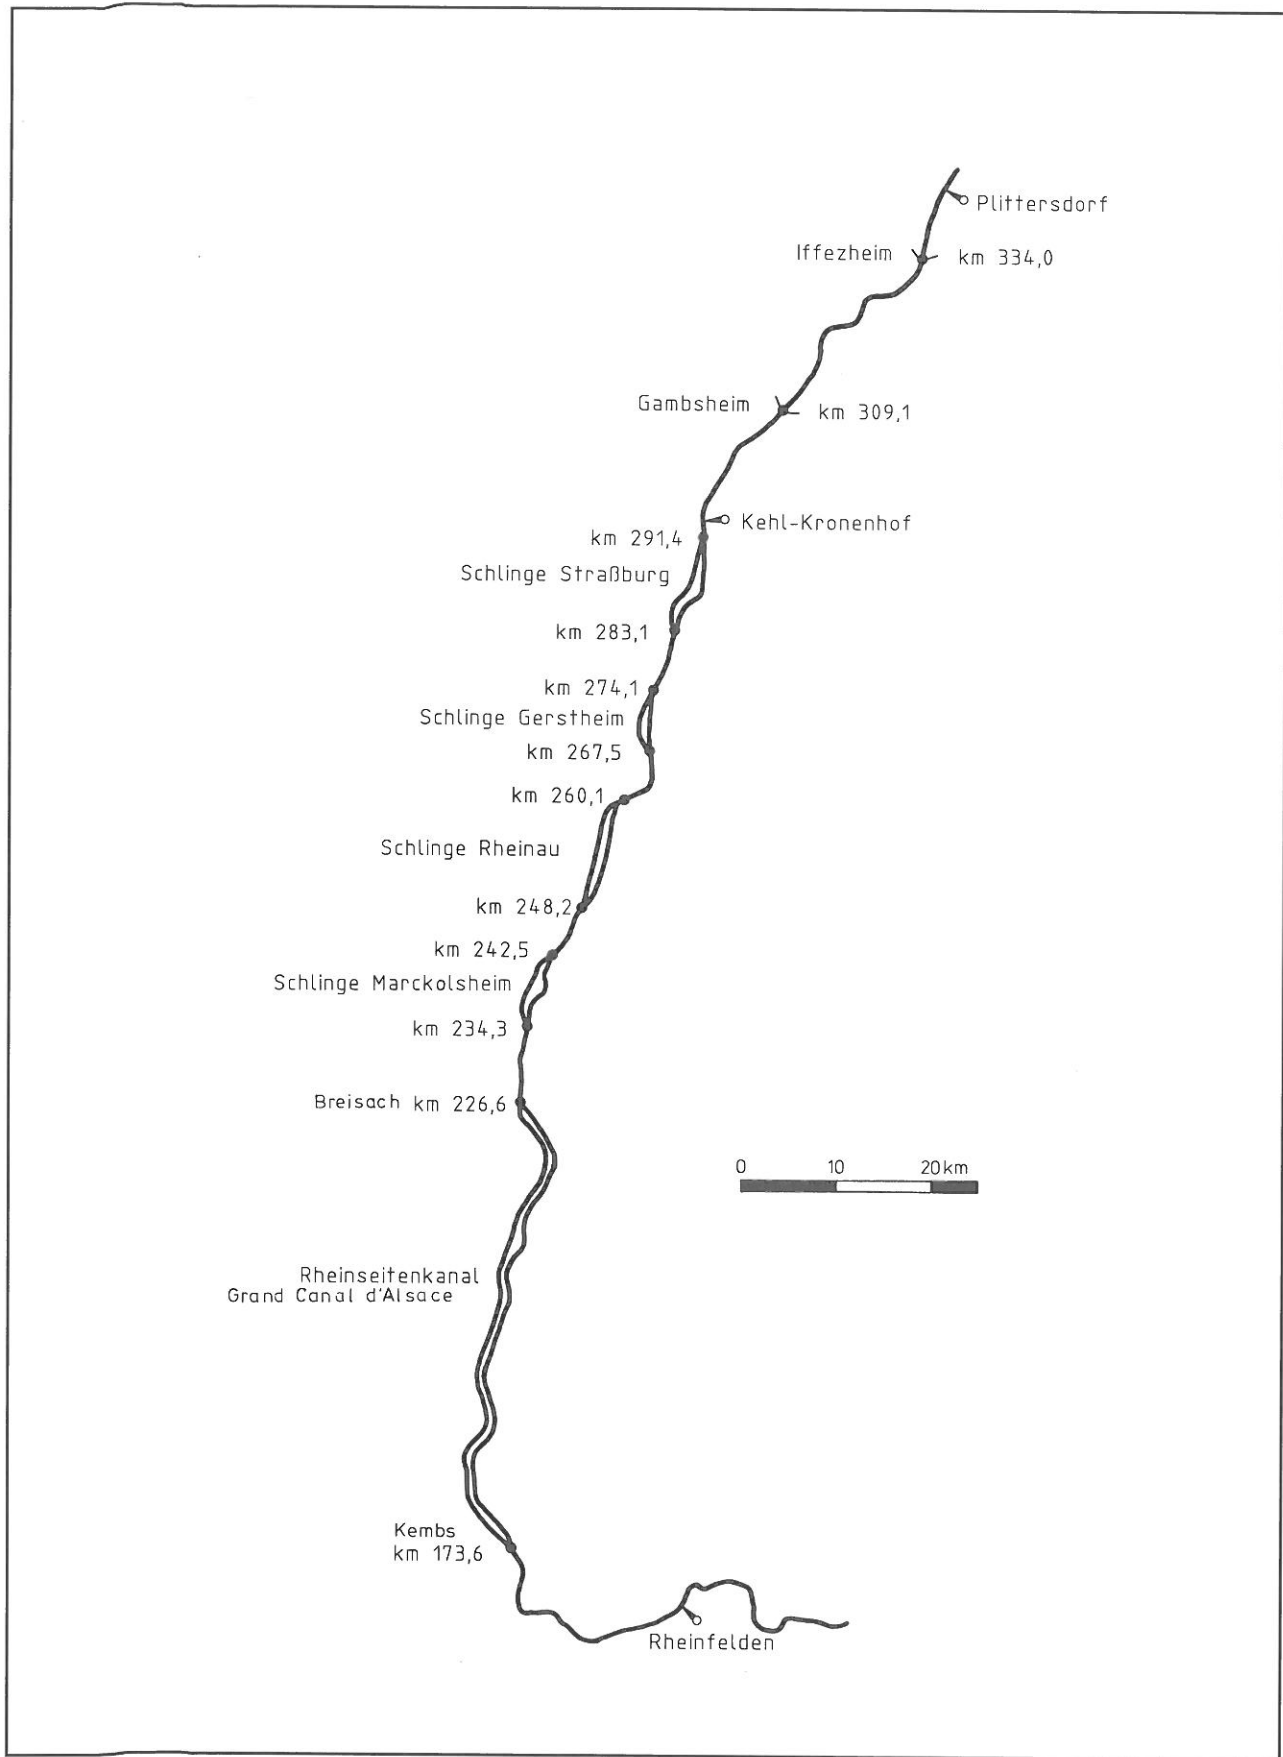 Plittersdorf
Iffezheim km 334,0
Gambsheim km 309,1
Kehl-Kronenhof
km 291,4
Schlinge Straßburg
km 283,1
km 274,1
Schlinge Gerstheim
km 267,5
km 260,1
Schlinge Rheinau
km 248,2
km 242,5
Schlinge Marckolsheim
km 234,3
Breisach km 226,6
0 10 20km
Rheinseitenkanal
Grand Canal d'Alsace
Kembs
km 173,6
Rheinfelden